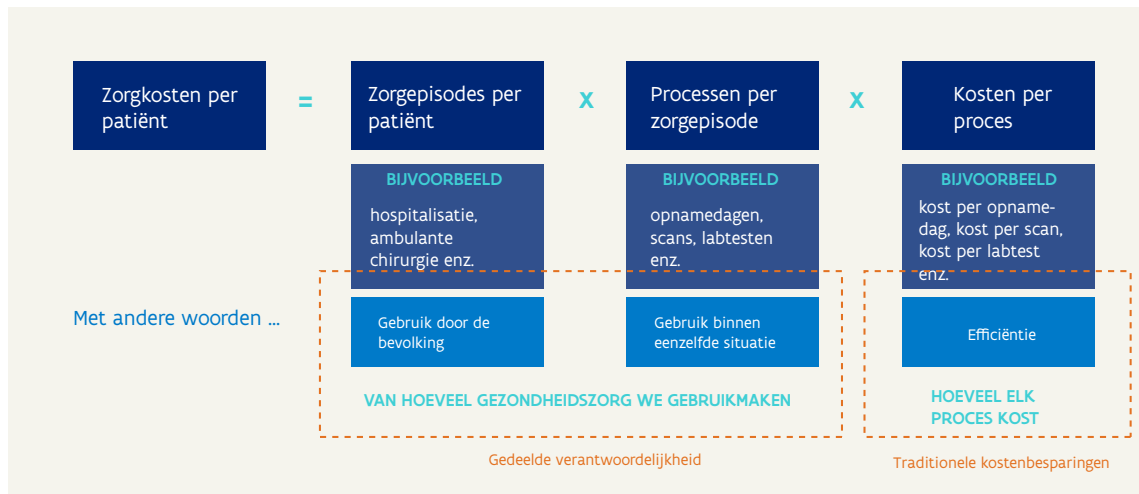 Zorgkosten per
patiënt
=
Zorgepisodes per
patiënt
x
Processen per
zorgepisode
x
Kosten per
proces
BIJVOORBEELD
hospitalisatie,
ambulante
chirurgie enz.
BIJVOORBEELD
opnamedagen,
scans, labtesten
enz.
BIJVOORBEELD
kost per opname-
dag, kost per scan,
kost per labtest
enz.
Met andere woorden ...
Gebruik door de
bevolking
Gebruik binnen
eenzelfde situatie
Efficiëntie
VAN HOEVEEL GEZONDHEIDSZORG WE GEBRUIKMAKEN
HOEVEEL ELK
PROCES KOST
Gedeelde verantwoordelijkheid
Traditionele kostenbesparingen